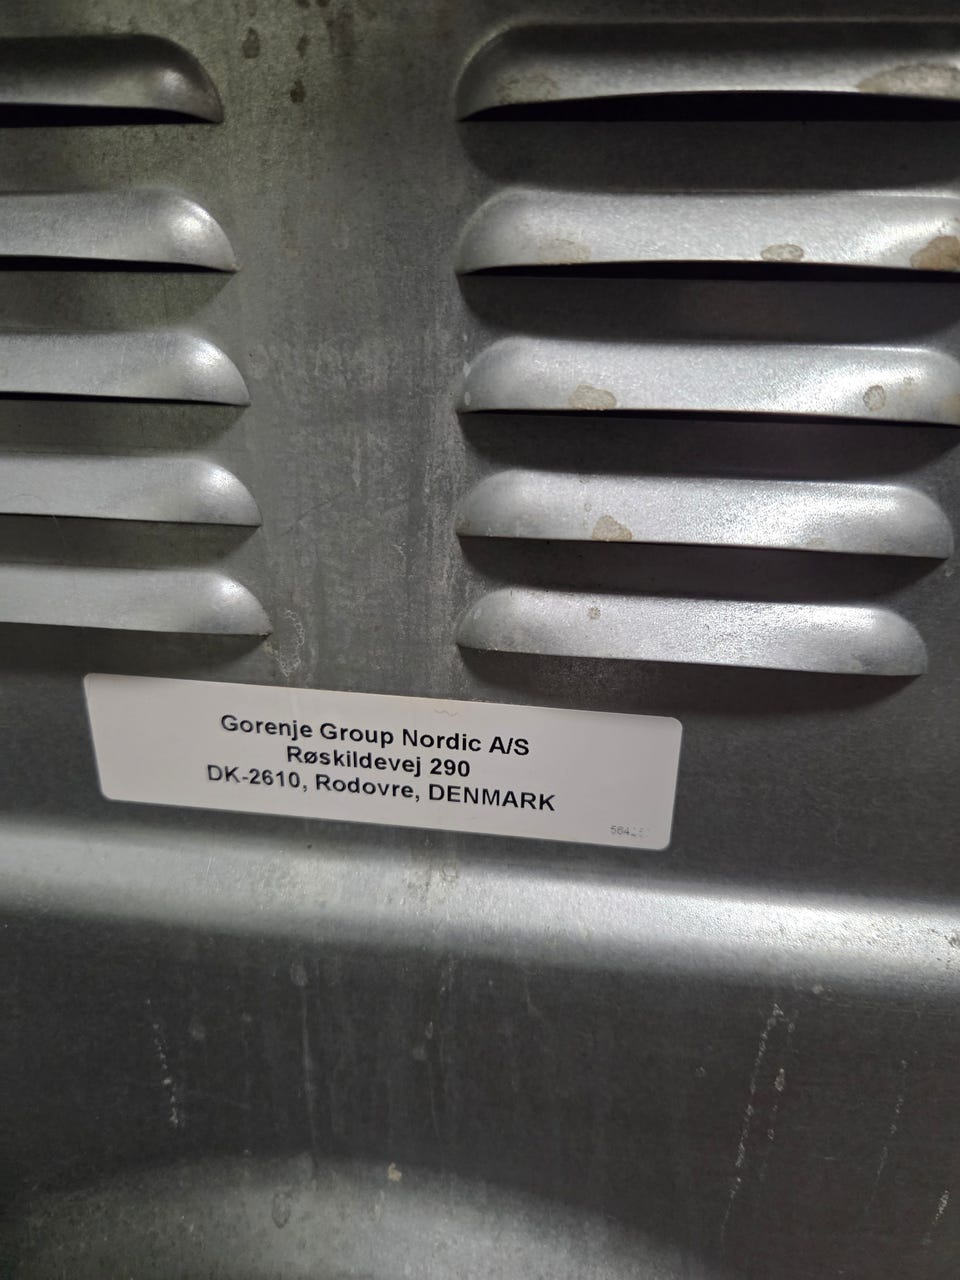 Gorenje Group Nordic A/S
Røskildevej 290
DK-2610, Rodovre, DENMARK